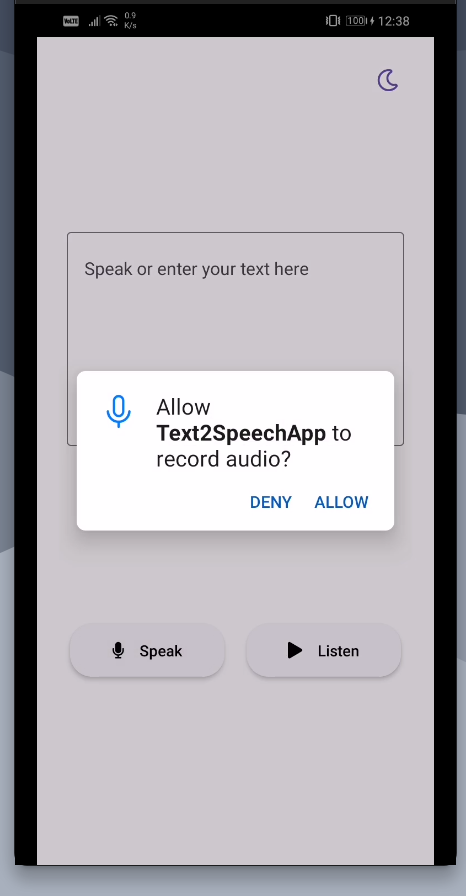 VoLTE 0.9 K/s 100 12:38
Speak or enter your text here
Allow
Text2SpeechApp to
record audio?
DENY ALLOW
Speak Listen